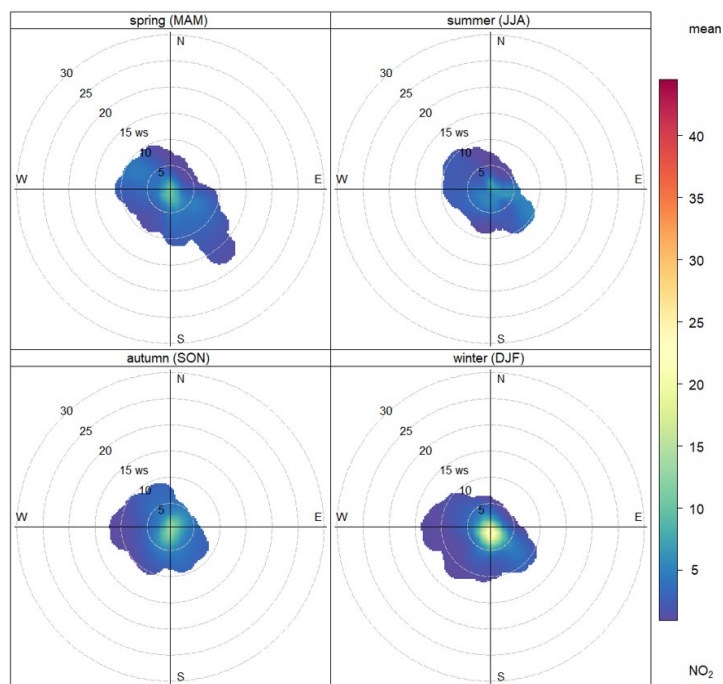 spring (MAM)
N
30
25
20
15 ws
10
5
W
E
S
summer (JJA)
N
30
25
20
15 ws
10
5
W
E
S
mean
40
35
30
25
20
15
10
5
NO₂
autumn (SON)
N
30
25
20
15 ws
10
5
W
E
S
winter (DJF)
N
30
25
20
15 ws
10
5
W
E
S